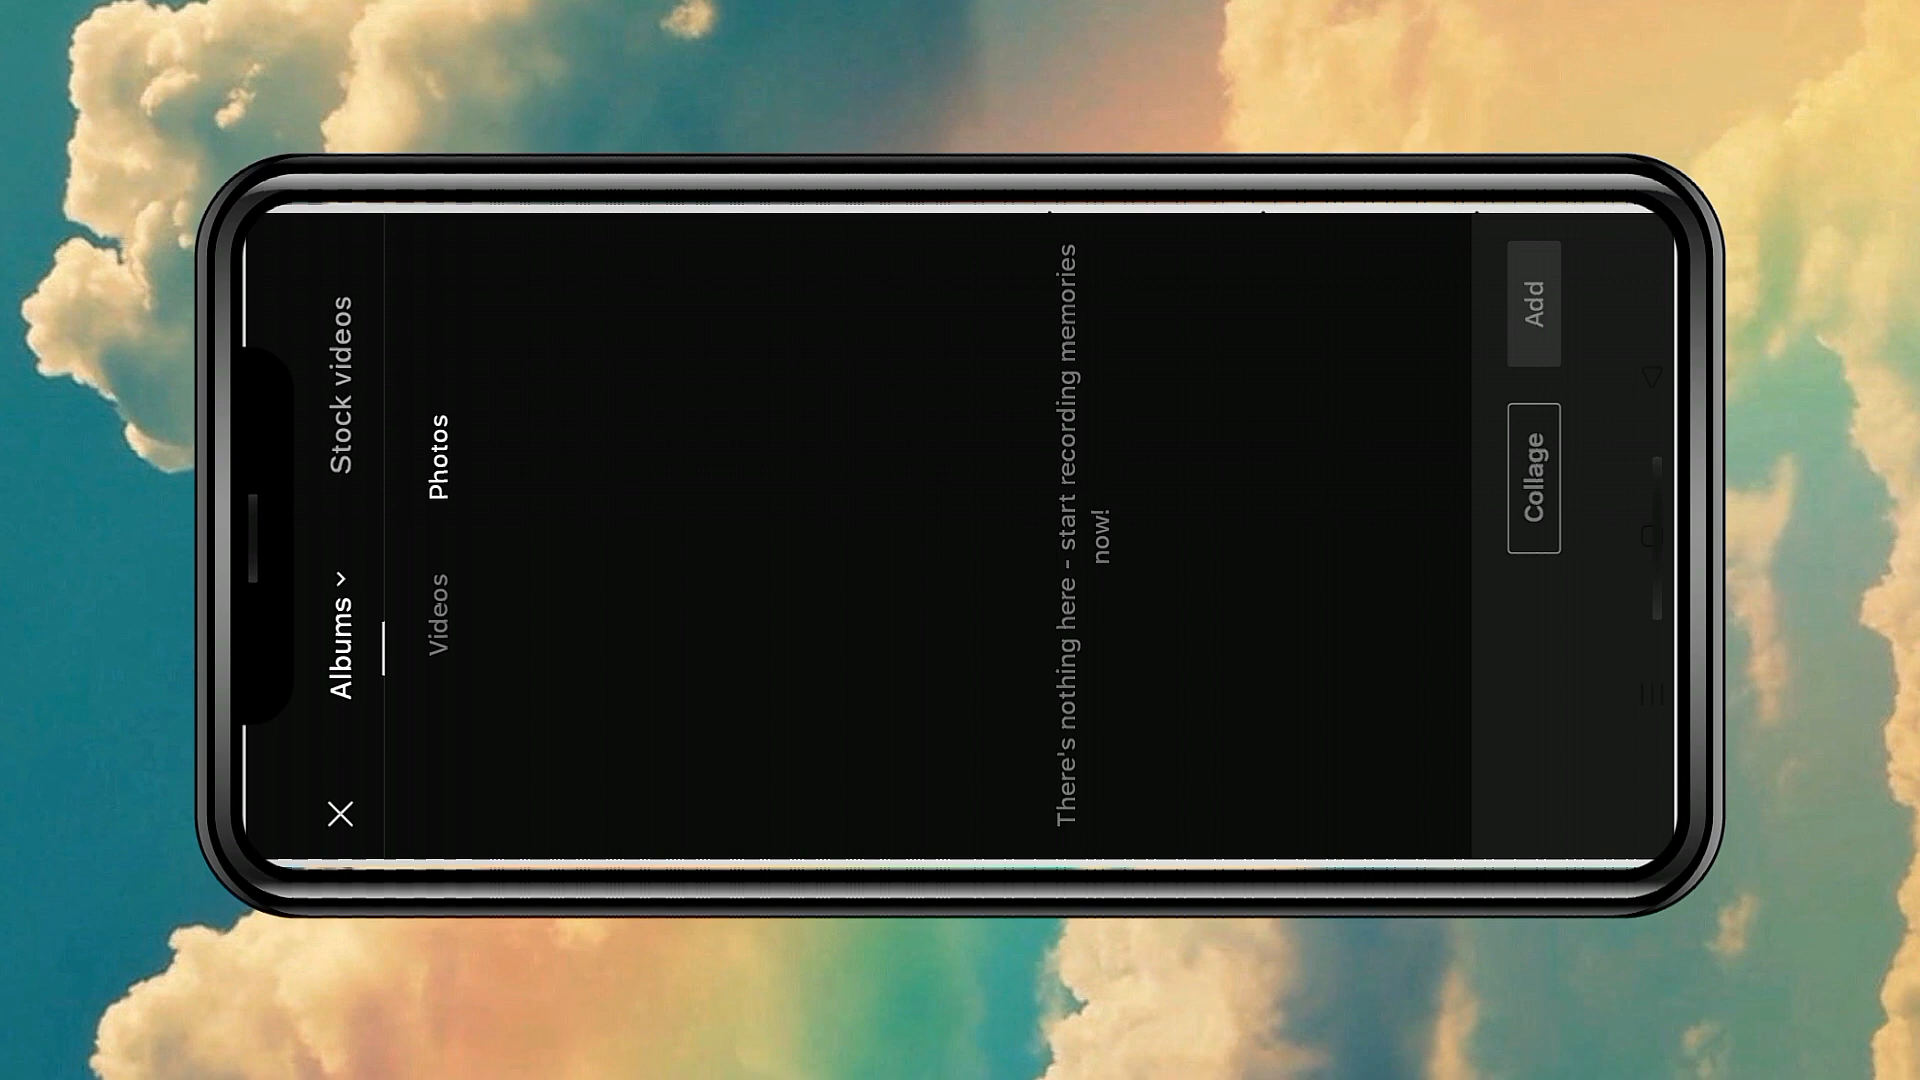 Albums
Stock videos
Videos
Photos
There's nothing here - start recording memories
now!
Collage
Add